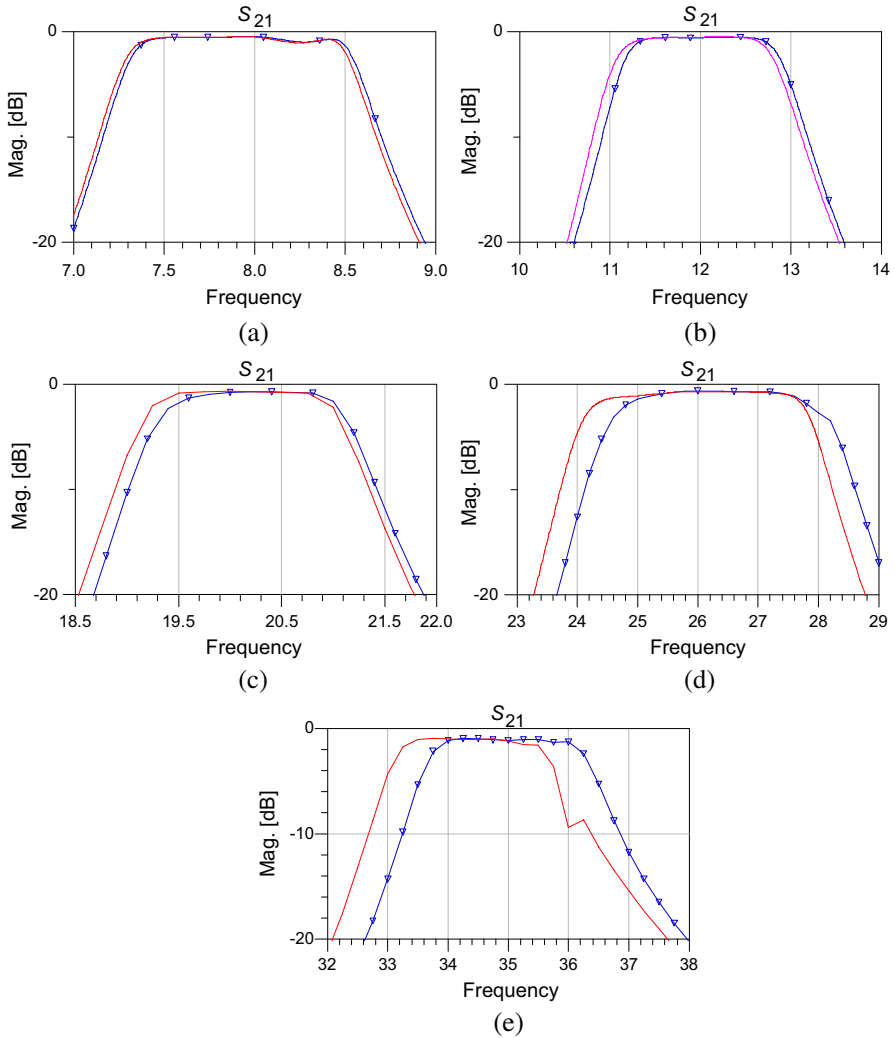 S21
S21
0
-20
Mag. [dB]
7.0 7.5 8.0 8.5 9.0
Frequency
(a)
0
-20
Mag. [dB]
10 11 12 13 14
Frequency
(b)
S21
S21
0
-20
Mag. [dB]
18.5 19.5 20.5 21.5 22.0
Frequency
(c)
0
-20
Mag. [dB]
23 24 25 26 27 28 29
Frequency
(d)
S21
0
-10
-20
Mag. [dB]
32 33 34 35 36 37 38
Frequency
(e)